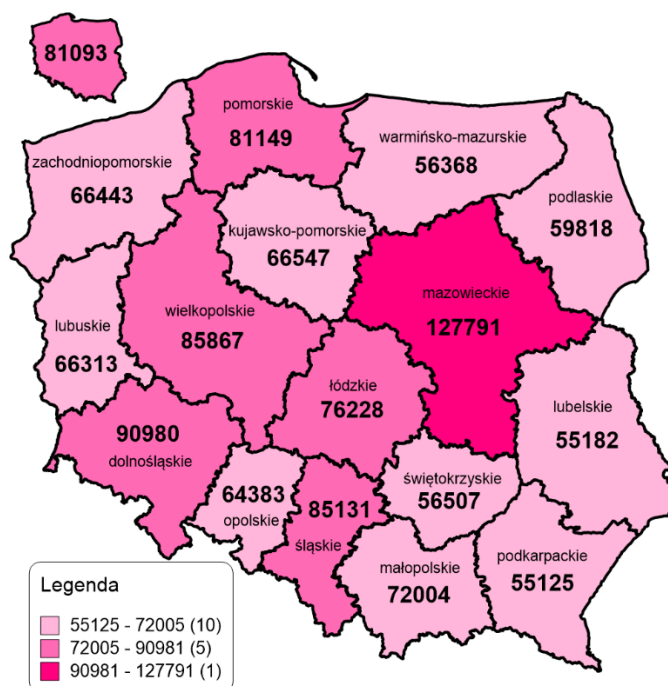 81093
pomorskie
81149
warmińsko-mazurskie
56368
zachodniopomorskie
66443
podlaskie
59818
kujawsko-pomorskie
66547
mazowieckie
127791
wielkopolskie
85867
lubuskie
66313
łódzkie
76228
lubelskie
55182
90980
dolnośląskie
świętokrzyskie
56507
64383
opolskie
85131
śląskie
podkarpackie
55125
małopolskie
72004
Legenda
55125 - 72005 (10)
72005 - 90981 (5)
90981 - 127791 (1)